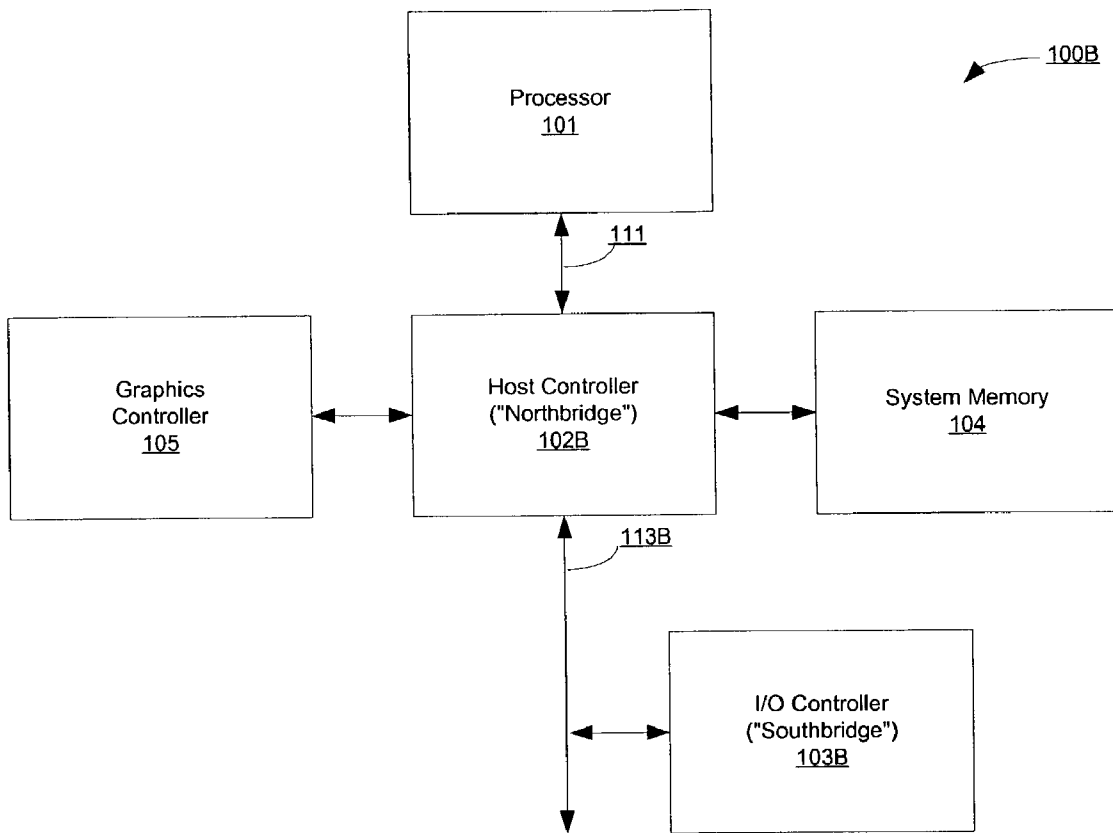 100B
Processor
101
111
Graphics
Controller
105
Host Controller
("Northbridge")
102B
System Memory
104
113B
I/O Controller
("Southbridge")
103B